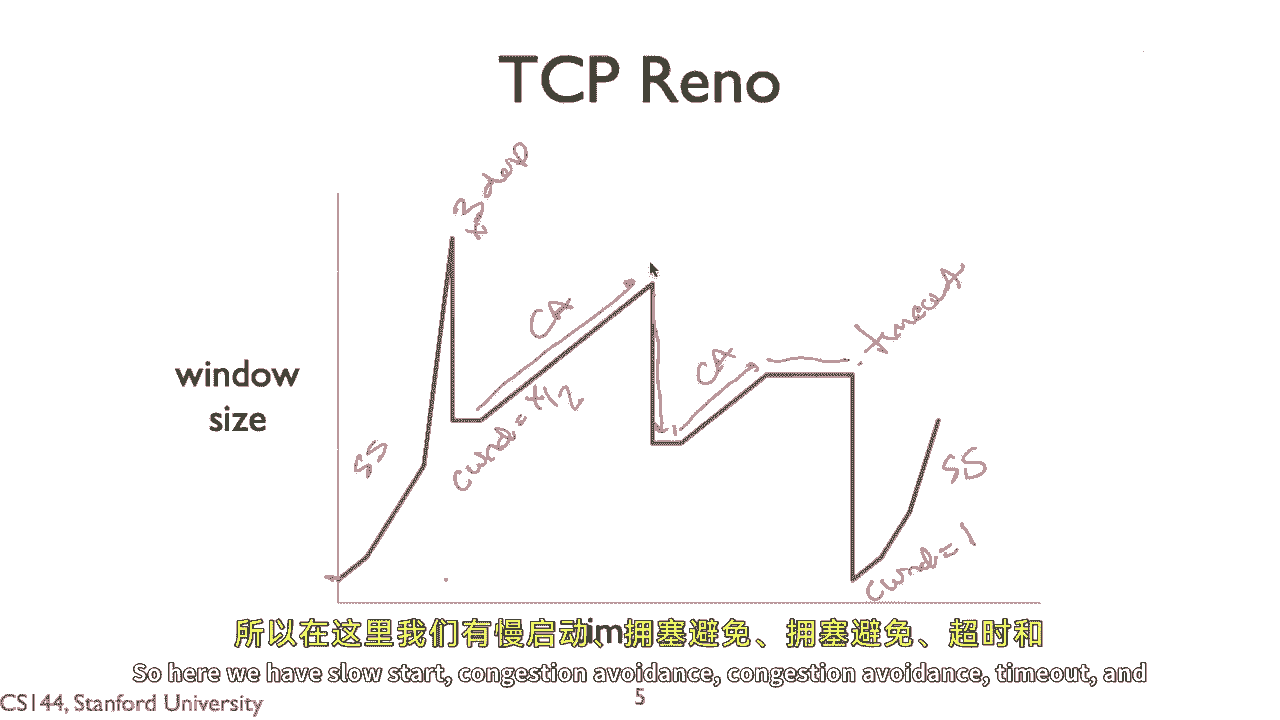 TCP Reno
x 3 dup
CA
timeout
CA
window
size
cwnd = x/2
SS
SS
cwnd = 1
所以在这里我们有慢启动、拥塞避免、拥塞避免、超时和
So here we have slow start, congestion avoidance, congestion avoidance, timeout, and
CS144, Stanford University
5